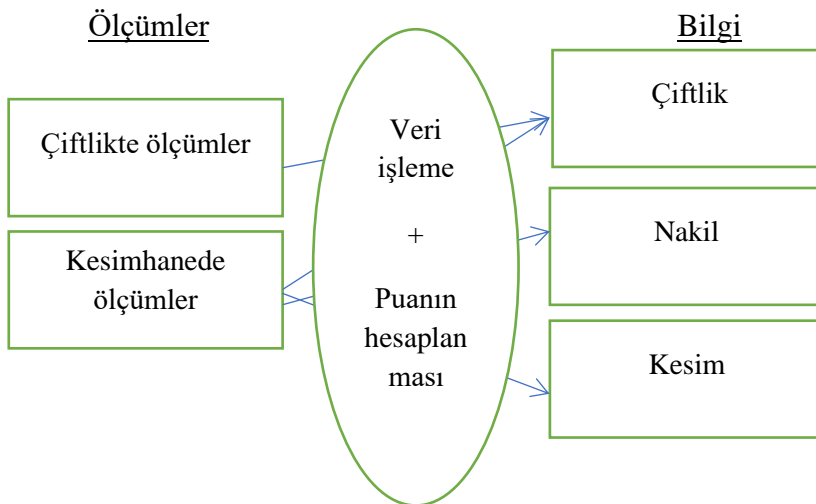 Ölçümler
Çiftlikte ölçümler
Kesimhanede
ölçümler
Veri
işleme
+
Puanın
hesaplan
ması
Bilgi
Çiftlik
Nakil
Kesim